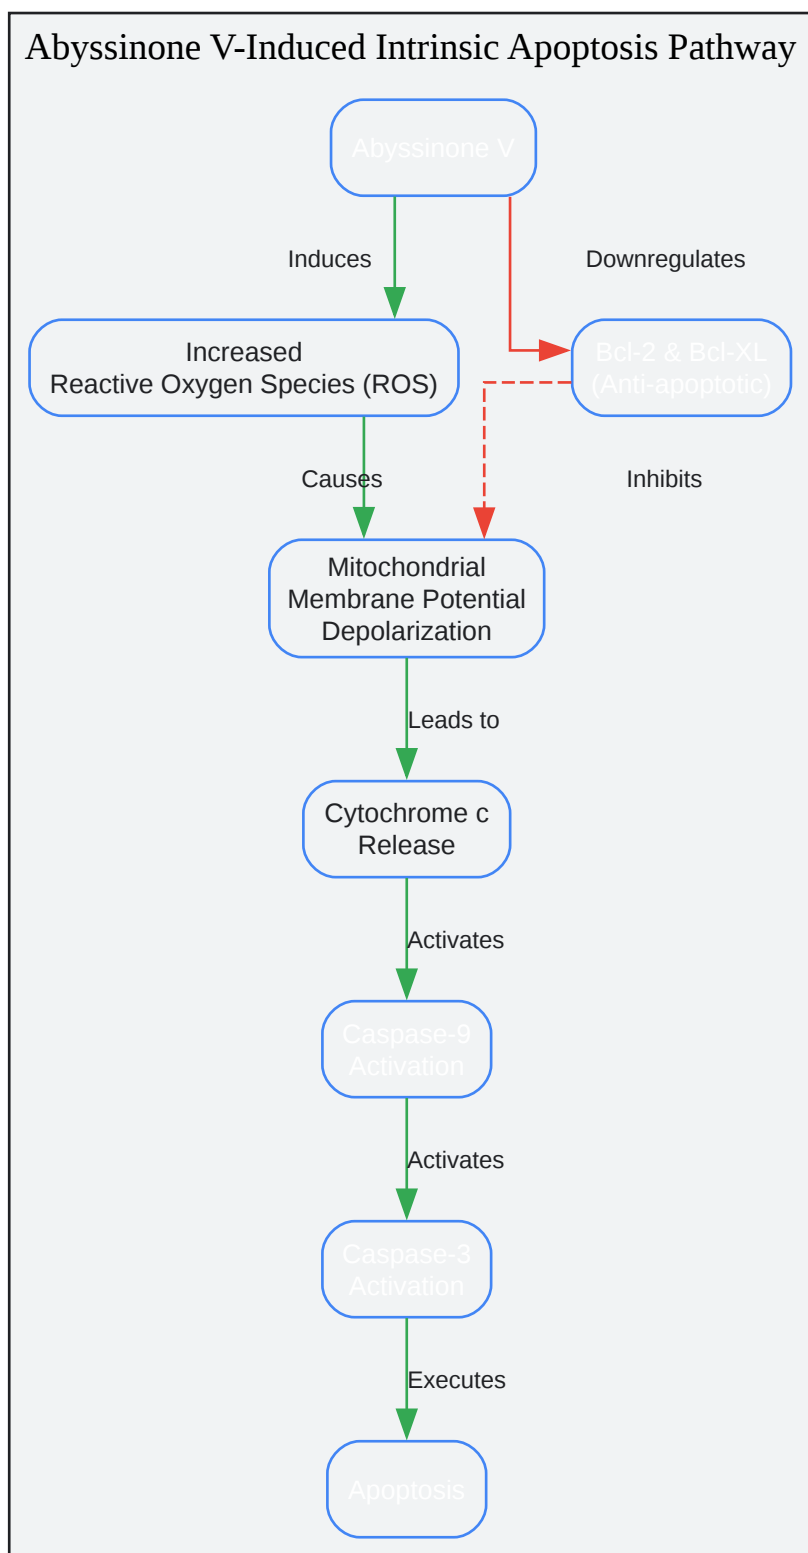 Abyssinone V-Induced Intrinsic Apoptosis Pathway
Abyssinone V
Induces
Downregulates
Increased
Reactive Oxygen Species (ROS)
Bcl-2 & Bcl-XL
(Anti-apoptotic)
Causes
Inhibits
Mitochondrial
Membrane Potential
Depolarization
Leads to
Cytochrome c
Release
Activates
Caspase-9
Activation
Activates
Caspase-3
Activation
Executes
Apoptosis